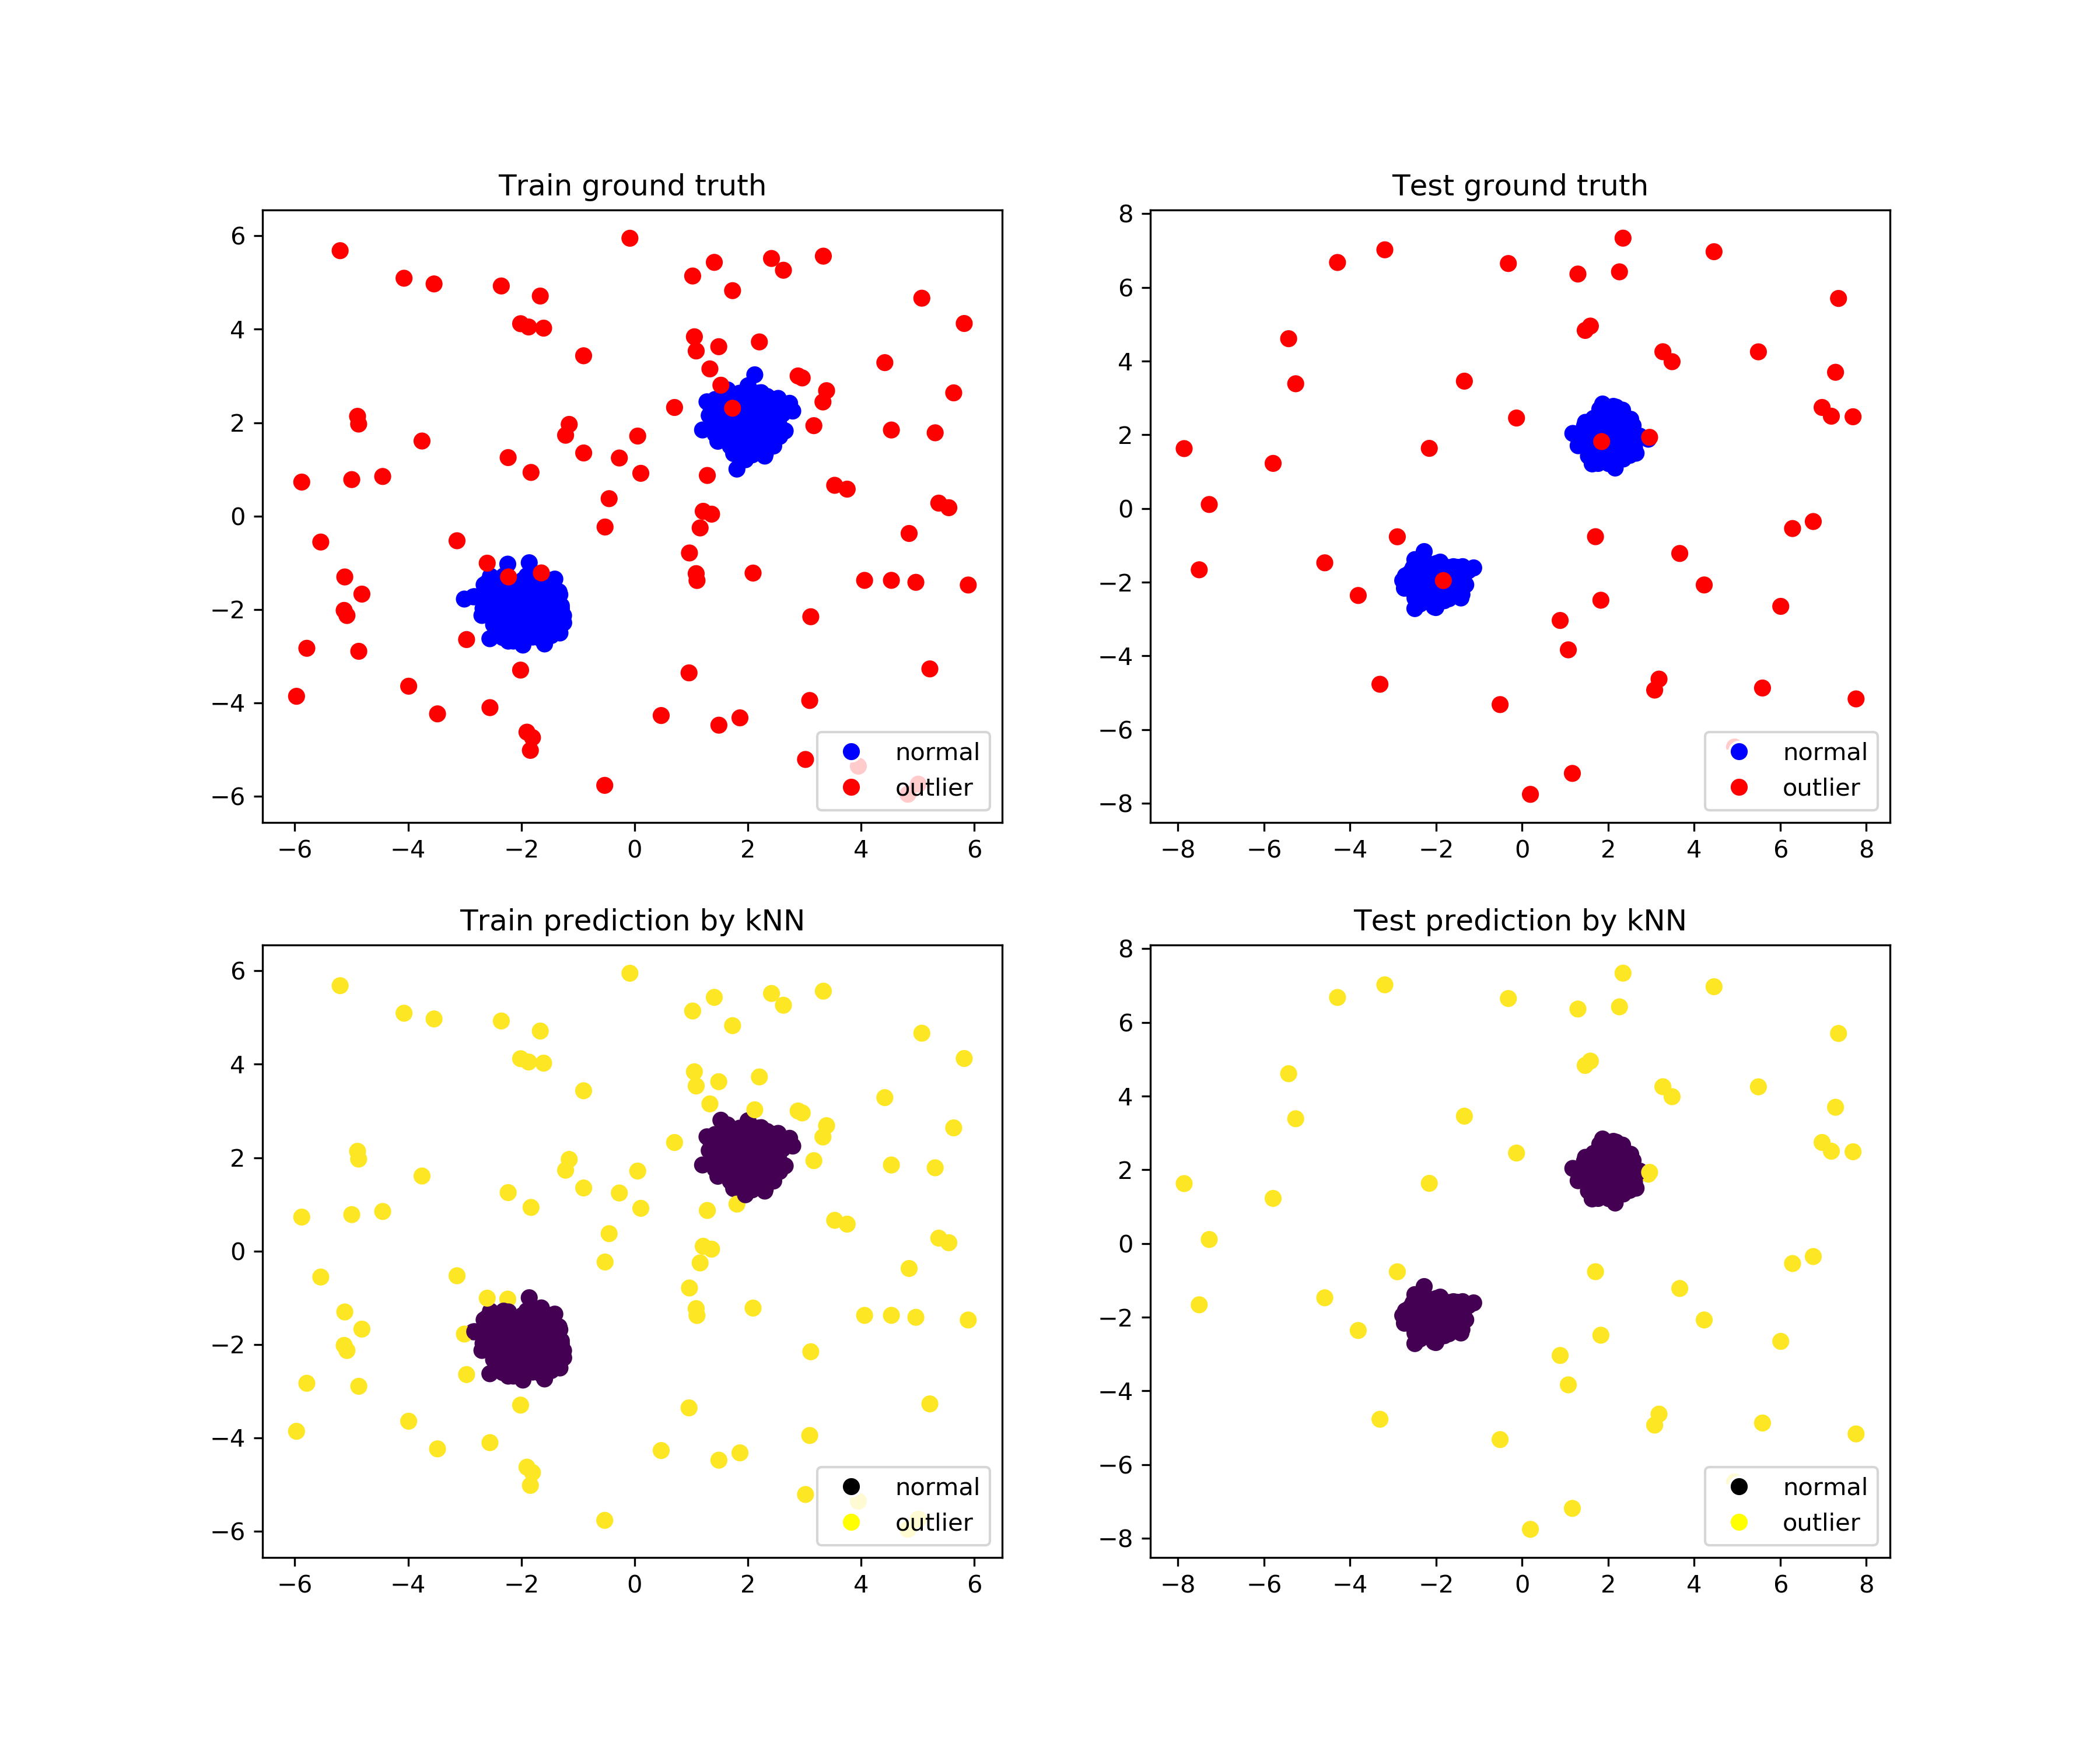 Train ground truth
6
4
2
0
−2
−4
−6
−6 −4 −2 0 2 4 6
normal
outlier
Test ground truth
8
6
4
2
0
−2
−4
−6
−8
−8 −6 −4 −2 0 2 4 6 8
normal
outlier
Train prediction by kNN
6
4
2
0
−2
−4
−6
−6 −4 −2 0 2 4 6
normal
outlier
Test prediction by kNN
8
6
4
2
0
−2
−4
−6
−8
−8 −6 −4 −2 0 2 4 6 8
normal
outlier